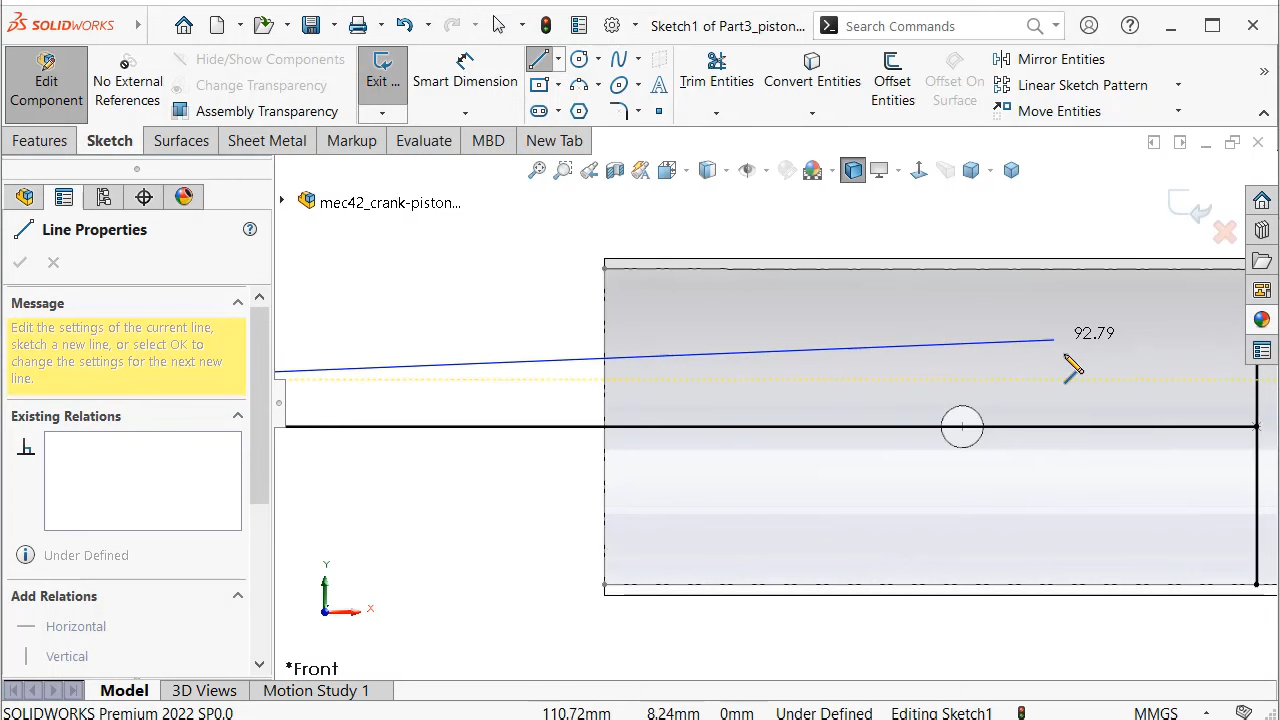 SOLIDWORKS
Sketch1 of Part3_piston...
Search Commands
Edit Component
No External References
Hide/Show Components
Change Transparency
Assembly Transparency
Exit ...
Smart Dimension
Trim Entities
Convert Entities
Offset Entities
Offset On Surface
Mirror Entities
Linear Sketch Pattern
Move Entities
Features
Sketch
Surfaces
Sheet Metal
Markup
Evaluate
MBD
New Tab
mec42_crank-piston...
Line Properties
Message
Edit the settings of the current line,
sketch a new line, or select OK to
change the settings for the next new
line.
Existing Relations
Under Defined
Add Relations
Horizontal
Vertical
92.79
Y
X
*Front
Model
3D Views
Motion Study 1
SOLIDWORKS Premium 2022 SP0.0
110.72mm
8.24mm
0mm
Under Defined
Editing Sketch1
MMGS